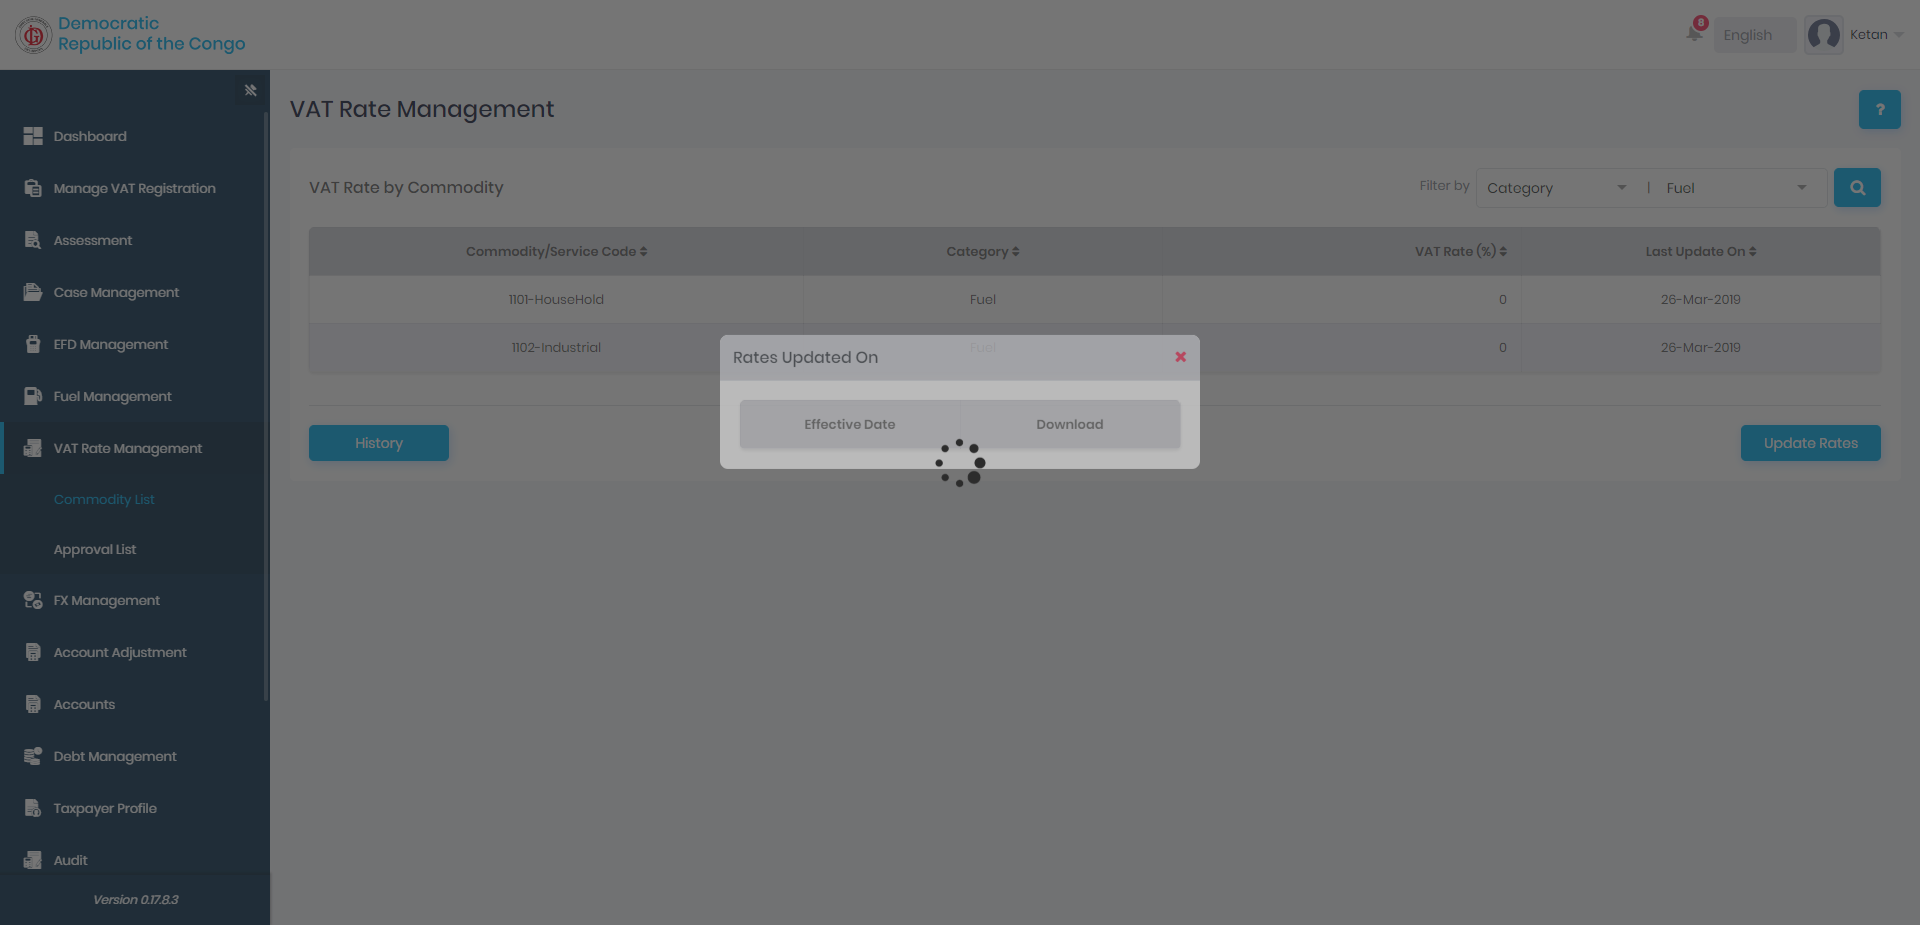 Democratic
Republic of the Congo
8
English
Ketan
Dashboard
Manage VAT Registration
Assessment
Case Management
EFD Management
Fuel Management
VAT Rate Management
Commodity List
Approval List
FX Management
Account Adjustment
Accounts
Debt Management
Taxpayer Profile
Audit
Version 0.17.8.3
VAT Rate Management
?
VAT Rate by Commodity
Filter by Category | Fuel
Commodity/Service Code Category VAT Rate (%) Last Update On
1101-HouseHold Fuel 0 26-Mar-2019
1102-Industrial Fuel 0 26-Mar-2019
Rates Updated On
Effective Date Download
History
Update Rates